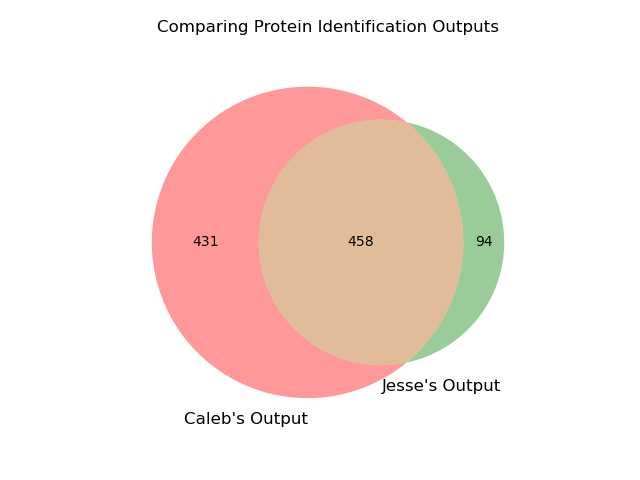 Comparing Protein Identification Outputs
431
458
94
Jesse's Output
Caleb's Output